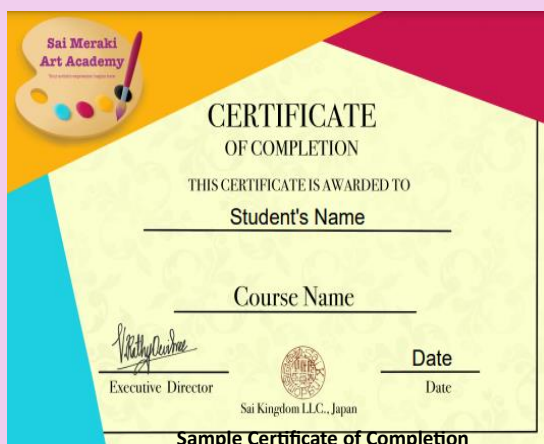 Sai Meraki
Art Academy
CERTIFICATE
OF COMPLETION
THIS CERTIFICATE IS AWARDED TO
Student's Name
Course Name
Date
Executive Director
Date
Sai Kingdom LLC., Japan
Sample Certificate of Completion